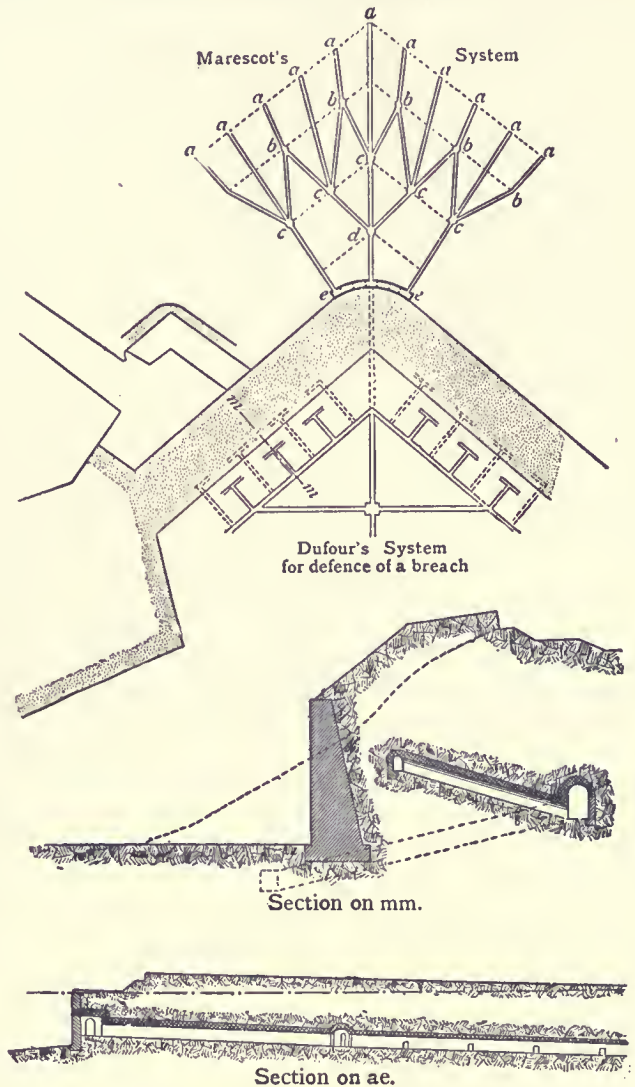 a
a a
Marescot's System
a a
a a
b b
a a
b b
a a
c
c c b
c d c
e e
m
m
Dufour's System
for defence of a breach
Section on mm.
Section on ae.